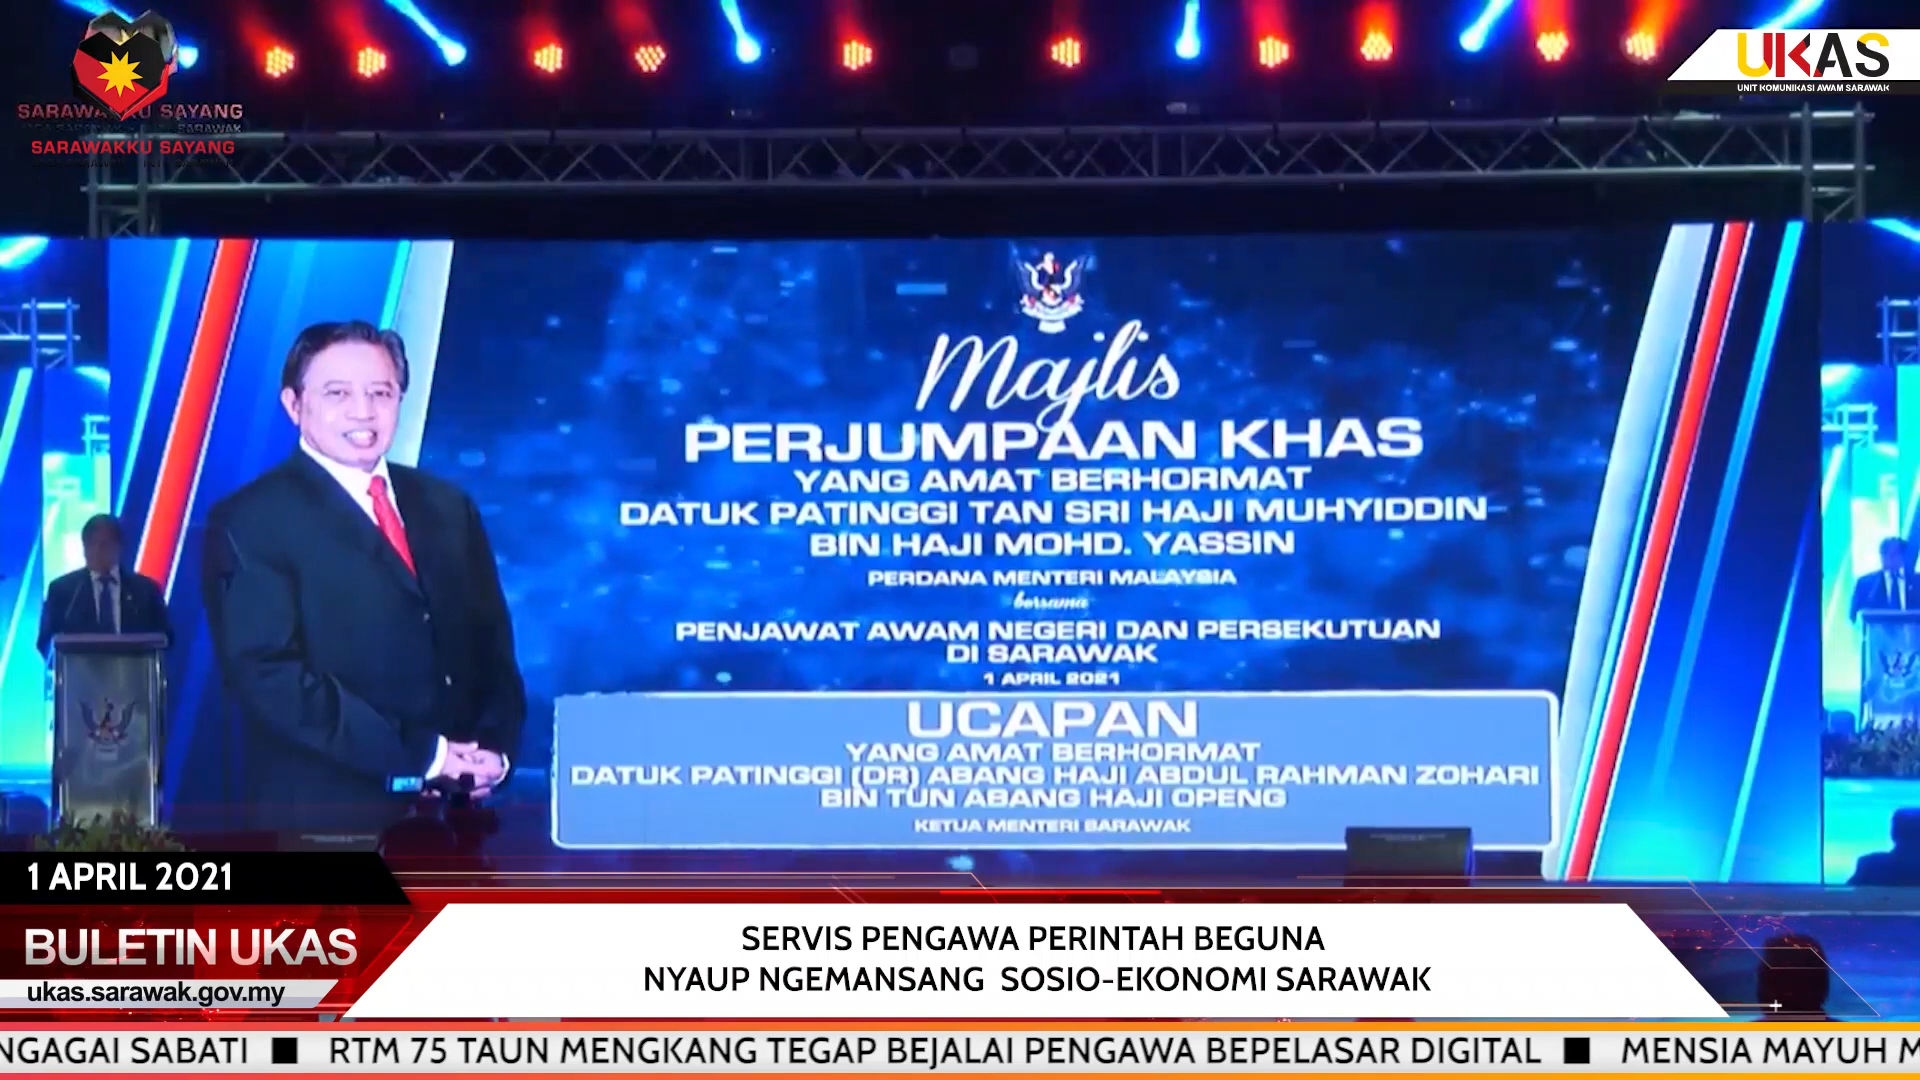 SARAWAKKU SAYANG
SARAWAKKU SAYANG
UKAS
UNIT KOMUNIKASI AWAM SARAWAK
Majlis
PERJUMPAAN KHAS
YANG AMAT BERHORMAT
DATUK PATINGGI TAN SRI HAJI MUHYIDDIN
BIN HAJI MOHD. YASSIN
PERDANA MENTERI MALAYSIA
bersama
PENJAWAT AWAM NEGERI DAN PERSEKUTUAN
DI SARAWAK
1 APRIL 2021
UCAPAN
YANG AMAT BERHORMAT
DATUK PATINGGI (DR) ABANG HAJI ABDUL RAHMAN ZOHARI
BIN TUN ABANG HAJI OPENG
KETUA MENTERI SARAWAK
1 APRIL 2021
BULETIN UKAS
ukas.sarawak.gov.my
SERVIS PENGAWA PERINTAH BEGUNA
NYAUP NGEMANSANG SOSIO-EKONOMI SARAWAK
NGAGAI SABATI ■ RTM 75 TAUN MENGKANG TEGAP BEJALAI PENGAWA BEPELASAR DIGITAL ■ MENSIA MAYUH M